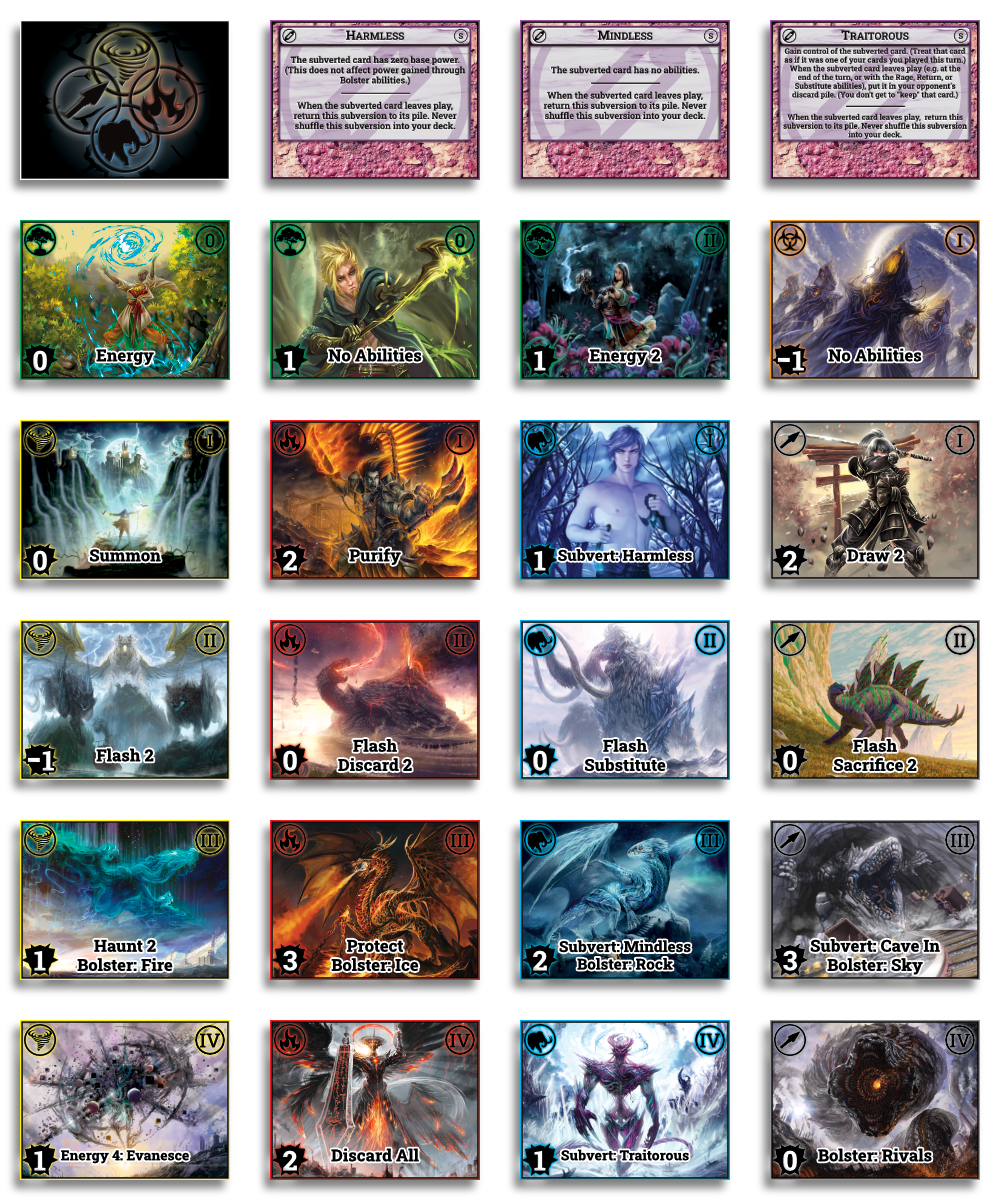 HARMLESS
S
The subverted card has zero base power.
(This does not affect power gained through
Bolster abilities.)
When the subverted card leaves play,
return this subversion to its pile. Never
shuffle this subversion into your deck.
MINDLESS
S
The subverted card has no abilities.
When the subverted card leaves play,
return this subversion to its pile. Never
shuffle this subversion into your deck.
TRAITOROUS
S
Gain control of the subverted card. (Treat that card
as if it was one of your cards you played this turn.)
When the subverted card leaves play (e.g. at the
end of the turn, or with the Rage, Return, or
Substitute abilities), put it in your opponent's
discard pile. (You don't get to "keep" that card.)
When the subverted card leaves play, return this
subversion to its pile. Never shuffle this subversion
into your deck.
0
0 Energy
0
1 No Abilities
II
1 Energy 2
I
-1 No Abilities
I
0 Summon
I
2 Purify
I
1 Subvert: Harmless
I
2 Draw 2
II
-1 Flash 2
II
Flash
0 Discard 2
II
Flash
0 Substitute
II
Flash
0 Sacrifice 2
III
Haunt 2
1 Bolster: Fire
III
Protect
3 Bolster: Ice
III
Subvert: Mindless
2 Bolster: Rock
III
Subvert: Cave In
3 Bolster: Sky
IV
1 Energy 4: Evanesce
IV
2 Discard All
IV
1 Subvert: Traitorous
IV
0 Bolster: Rivals